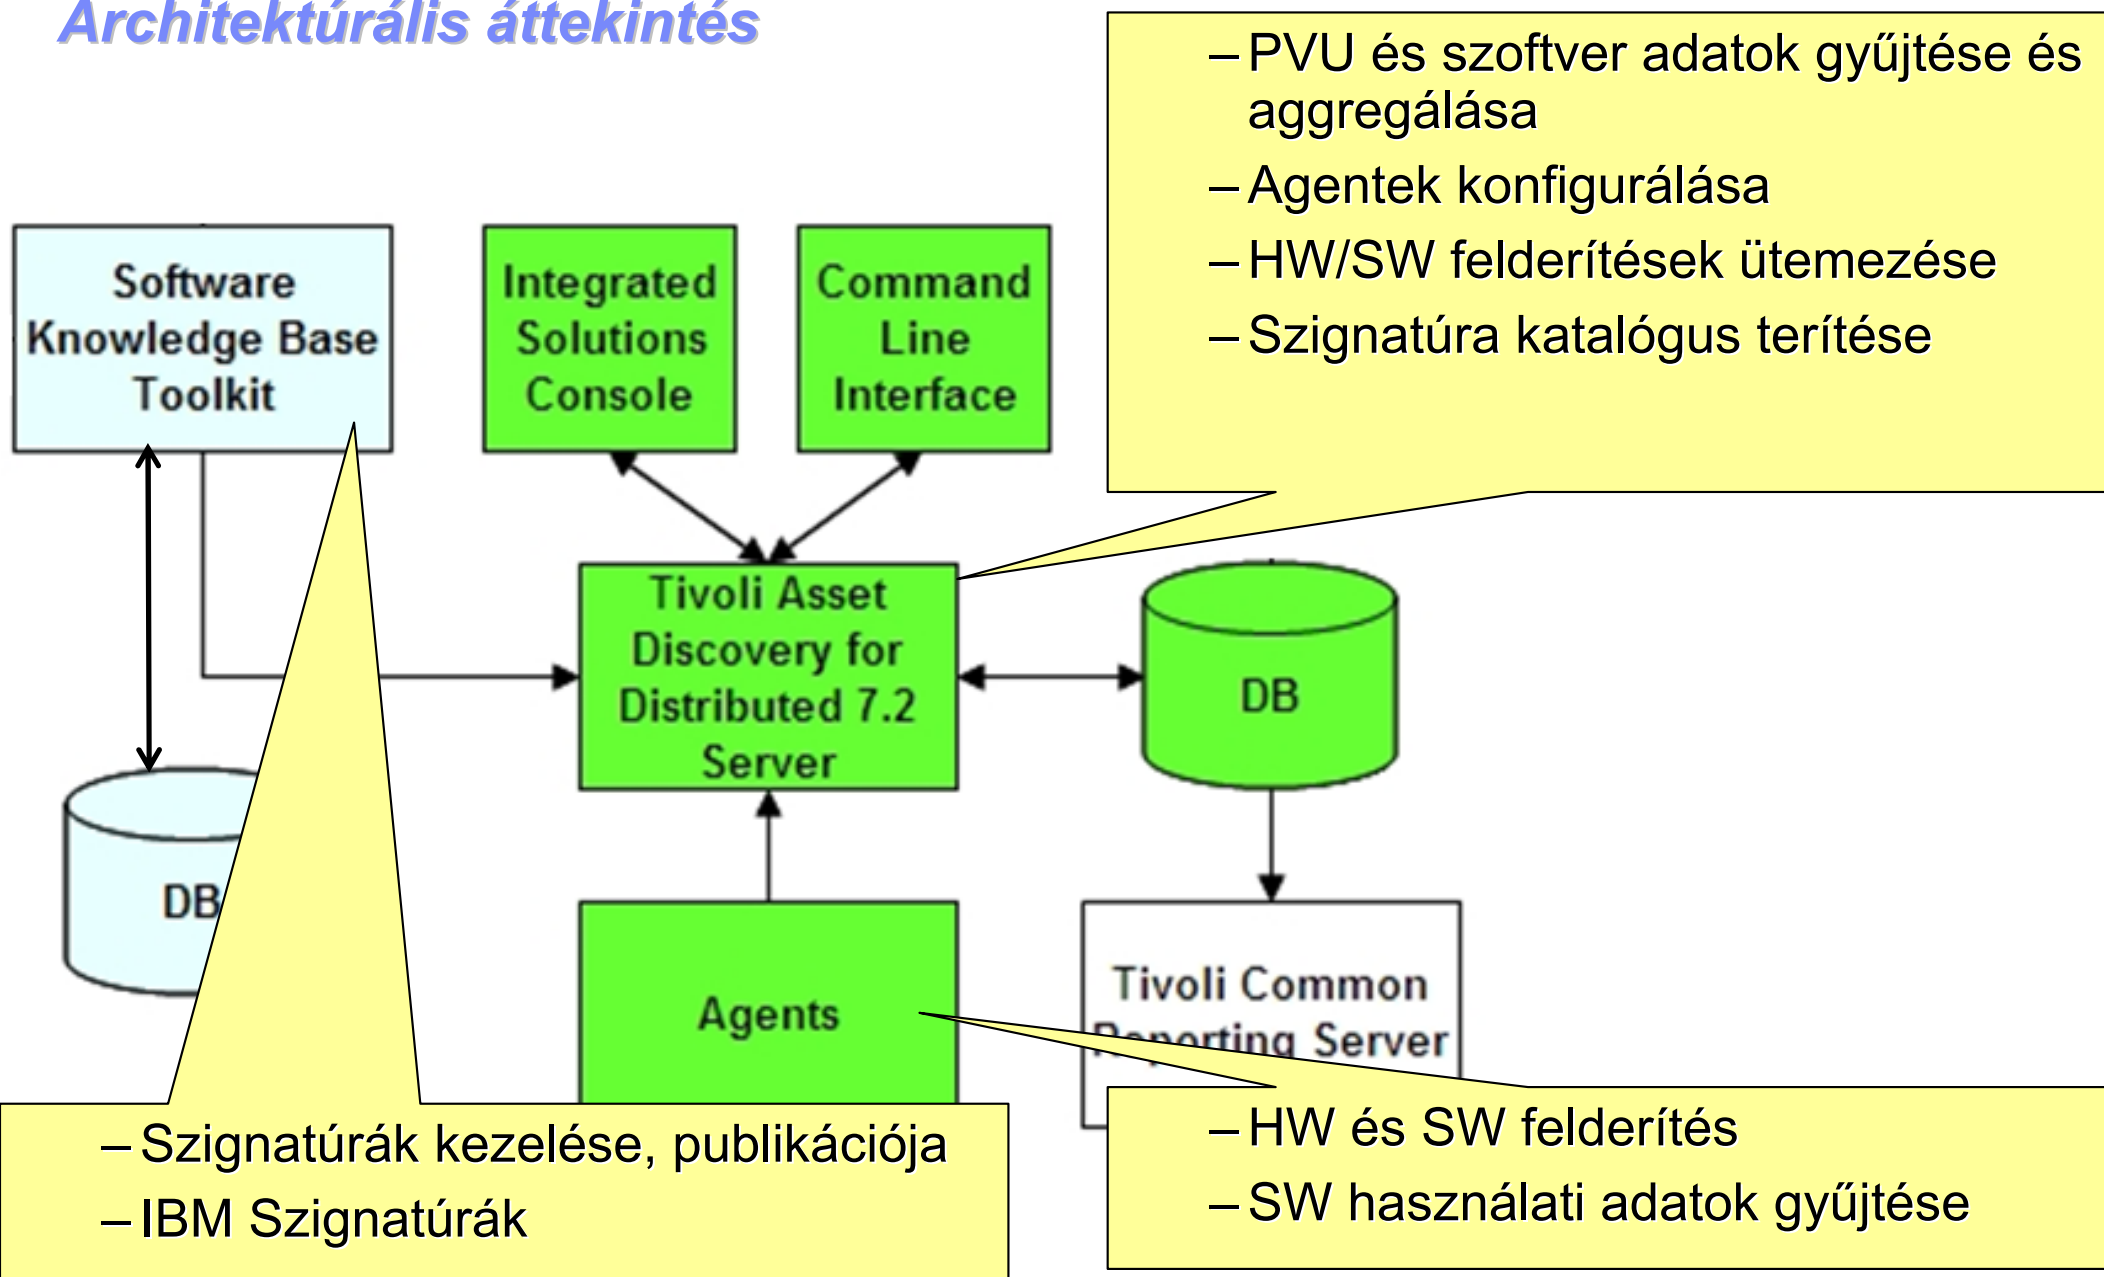 Architektúrális áttekintés
– PVU és szoftver adatok gyűjtése és
aggregálása
– Agentek konfigurálása
– HW/SW felderítések ütemezése
– Szignatúra katalógus terítése
Software
Knowledge Base
Toolkit
Integrated
Solutions
Console
Command
Line
Interface
Tivoli Asset
Discovery for
Distributed 7.2
Server
DB
DB
Agents
Tivoli Common
Reporting Server
– Szignatúrák kezelése, publikációja
– IBM Szignatúrák
– HW és SW felderítés
– SW használati adatok gyűjtése